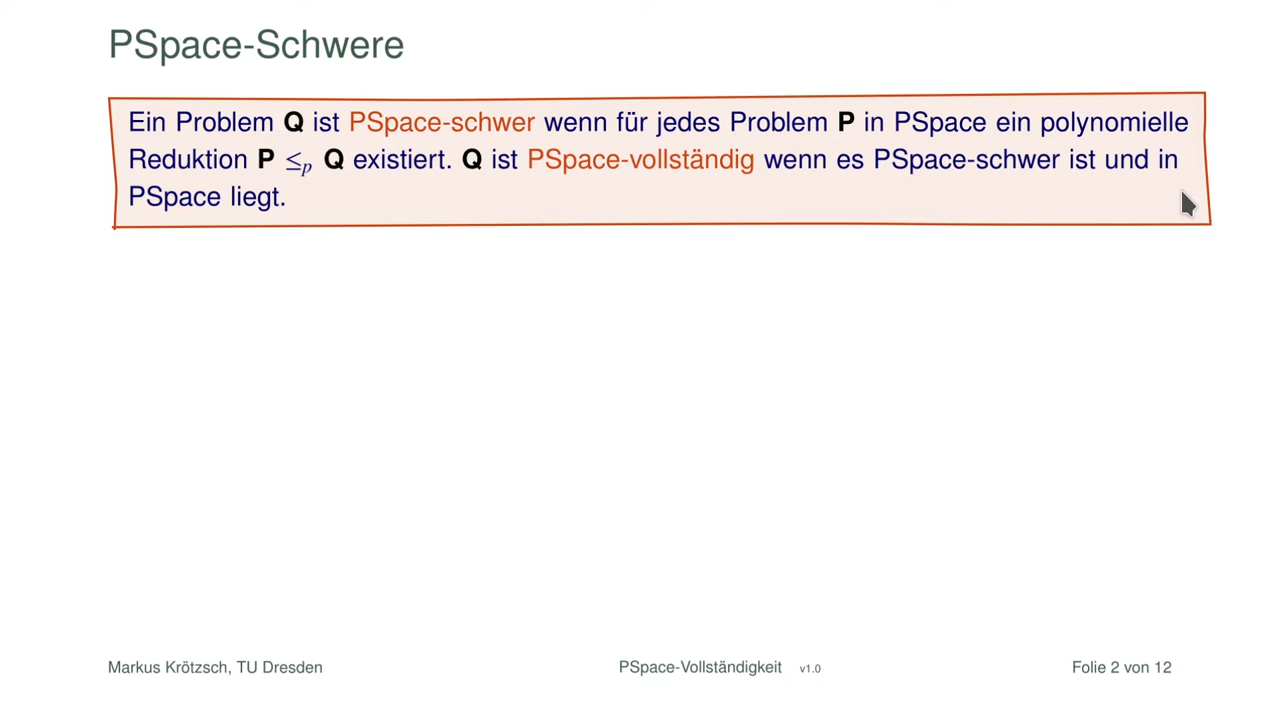 PSpace-Schwere
Ein Problem Q ist PSpace-schwer wenn für jedes Problem P in PSpace ein polynomielle
Reduktion P ≤p Q existiert. Q ist PSpace-vollständig wenn es PSpace-schwer ist und in
PSpace liegt.
Markus Krötzsch, TU Dresden PSpace-Vollständigkeit v1.0 Folie 2 von 12